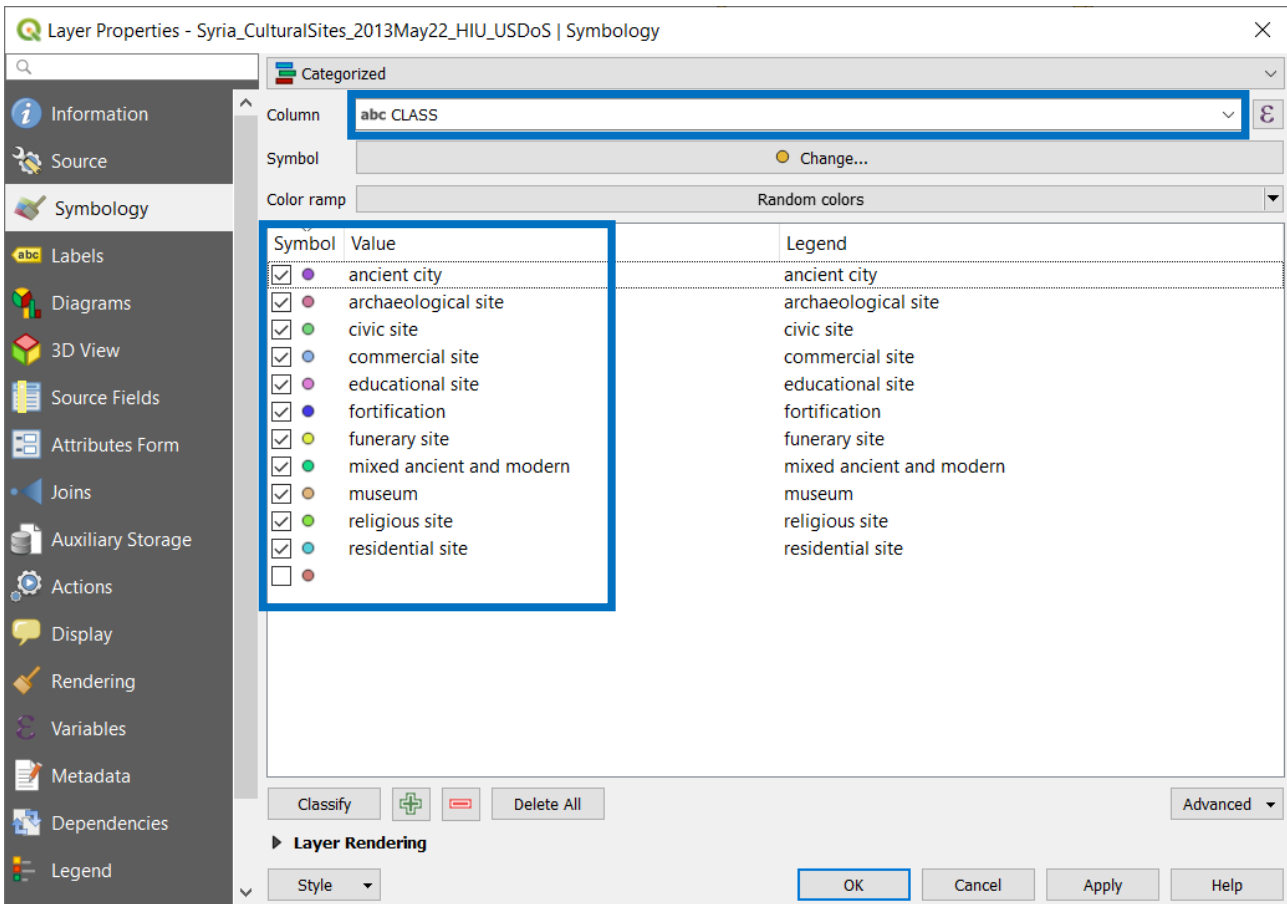 Layer Properties - Syria_CulturalSites_2013May22_HIU_USDoS | Symbology
Information
Source
Symbology
abc Labels
Diagrams
3D View
Source Fields
Attributes Form
Joins
Auxiliary Storage
Actions
Display
Rendering
Variables
Metadata
Dependencies
Legend
Categorized
Column abc CLASS ε
Symbol Change...
Color ramp Random colors
Symbol Value Legend
ancient city ancient city
archaeological site archaeological site
civic site civic site
commercial site commercial site
educational site educational site
fortification fortification
funerary site funerary site
mixed ancient and modern mixed ancient and modern
museum museum
religious site religious site
residential site residential site
Classify Delete All Advanced
Layer Rendering
Style OK Cancel Apply Help